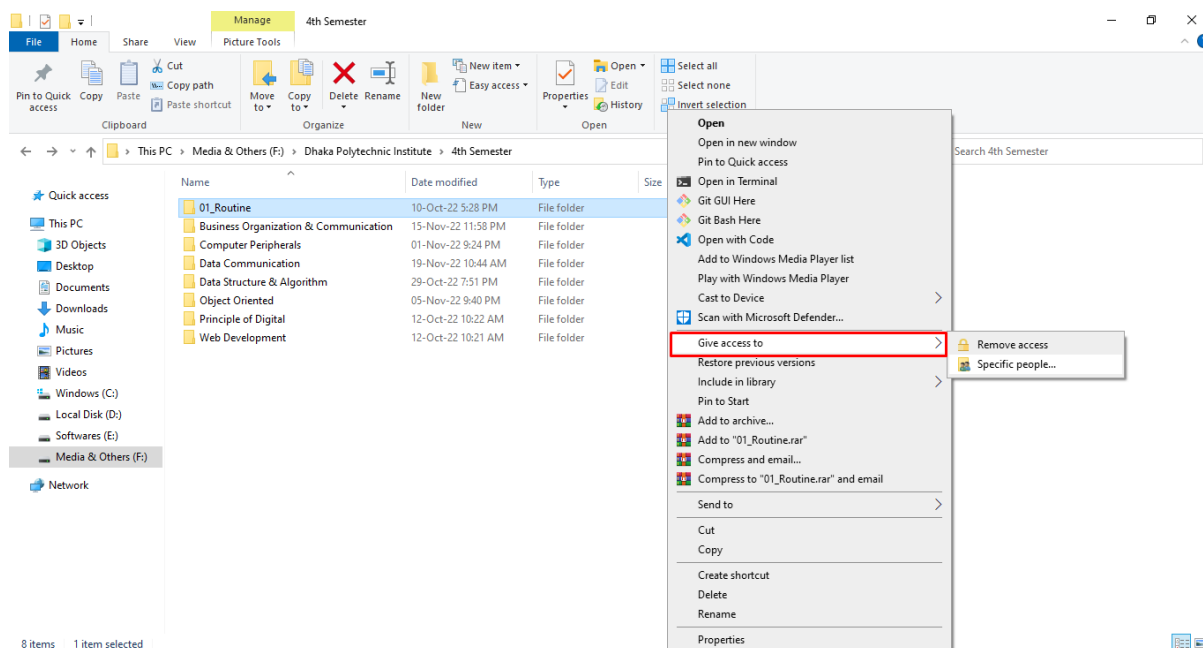 Manage
4th Semester
File
Home
Share
View
Picture Tools
Pin to Quick access
Copy
Paste
Cut
Copy path
Paste shortcut
Clipboard
Move to
Copy to
Delete
Rename
Organize
New folder
New item
Easy access
New
Properties
Open
Edit
History
Open
Select all
Select none
Invert selection
This PC
Media & Others (F:)
Dhaka Polytechnic Institute
4th Semester
Search 4th Semester
Quick access
This PC
3D Objects
Desktop
Documents
Downloads
Music
Pictures
Videos
Windows (C:)
Local Disk (D:)
Softwares (E:)
Media & Others (F:)
Network
Name Date modified Type Size
01_Routine 10-Oct-22 5:28 PM File folder
Business Organization & Communication 15-Nov-22 11:58 PM File folder
Computer Peripherals 01-Nov-22 9:24 PM File folder
Data Communication 19-Nov-22 10:44 AM File folder
Data Structure & Algorithm 29-Oct-22 7:51 PM File folder
Object Oriented 05-Nov-22 9:40 PM File folder
Principle of Digital 12-Oct-22 10:22 AM File folder
Web Development 12-Oct-22 10:21 AM File folder
Open
Open in new window
Pin to Quick access
Open in Terminal
Git GUI Here
Git Bash Here
Open with Code
Add to Windows Media Player list
Play with Windows Media Player
Cast to Device
Scan with Microsoft Defender...
Give access to
Remove access
Specific people...
Restore previous versions
Include in library
Pin to Start
Add to archive...
Add to "01_Routine.rar"
Compress and email...
Compress to "01_Routine.rar" and email
Send to
Cut
Copy
Create shortcut
Delete
Rename
Properties
8 items
1 item selected